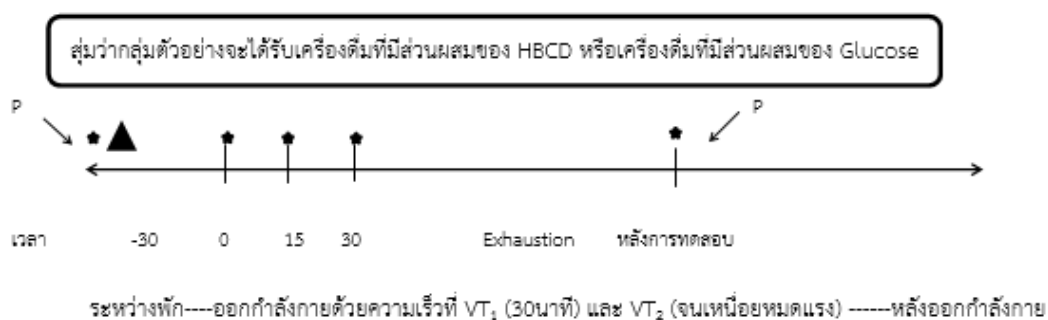 สุ่มว่ากลุ่มตัวอย่างจะได้รับเครื่องดื่มที่มีส่วนผสมของ HBCD หรือเครื่องดื่มที่มีส่วนผสมของ Glucose
P P
เวลา -30 0 15 30 Exhaustion หลังการทดสอบ
ระหว่างพัก----ออกกำลังกายด้วยความเร็วที่ VT₁ (30นาที) และ VT₂ (จนเหนื่อยหมดแรง) ------หลังออกกำลังกาย